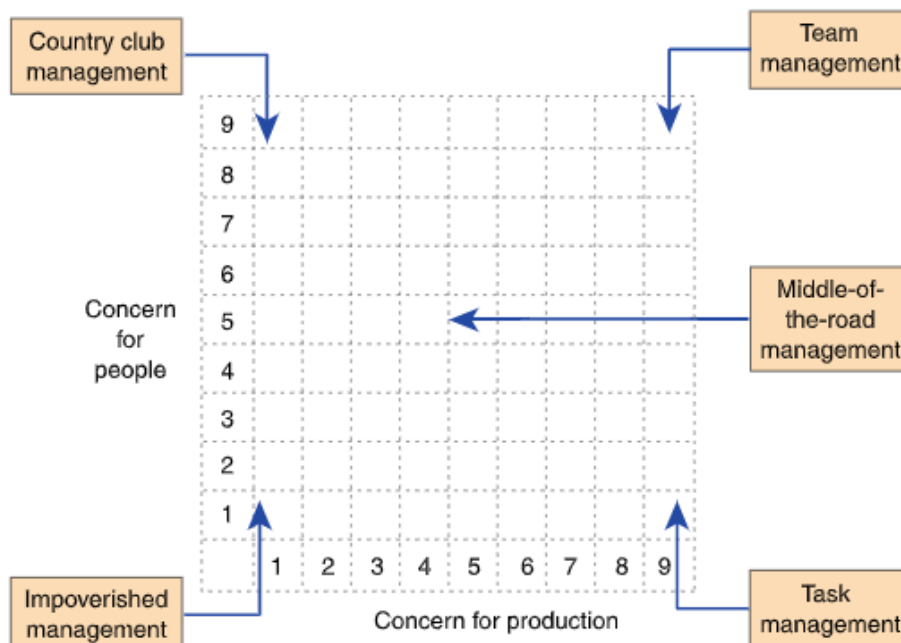 Country club
management
Team
management
9
8
7
6
5
4
3
2
1
Concern
for
people
Middle-of-
the-road
management
1 2 3 4 5 6 7 8 9
Impoverished
management
Concern for production
Task
management